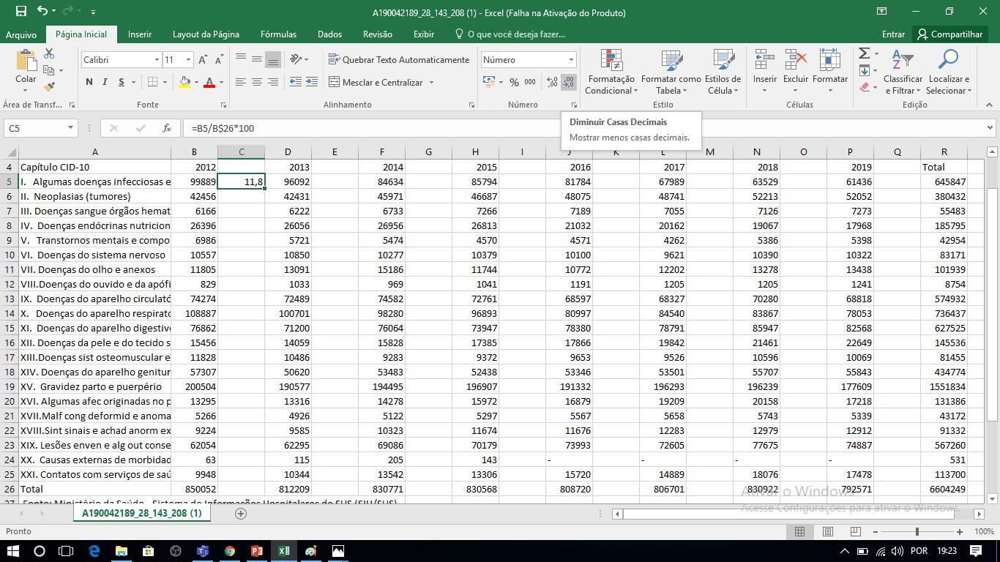 A190042189_28_143_208 (1) - Excel (Falha na Ativação do Produto)
Arquivo Página Inicial Inserir Layout da Página Fórmulas Dados Revisão Exibir O que você deseja fazer... Entrar Compartilhar
Colar
Calibri 11
N I S
Quebrar Texto Automaticamente
Mesclar e Centralizar
Número
% 000
Formatação Condicional
Formatar como Tabela
Estilos de Célula
Inserir Excluir Formatar
Classificar e Filtrar
Localizar e Selecionar
Área de Transf... Fonte Alinhamento Número Estilo Células Edição
Diminuir Casas Decimais
Mostrar menos casas decimais.
C5 fx =B5/B$26*100
A B C D E F G H I J K L M N O P Q R
4 Capítulo CID-10 2012 2013 2014 2015 2016 2017 2018 2019 Total
5 I. Algumas doenças infecciosas e 99889 11,8 96092 84634 85794 81784 67989 63529 61436 645847
6 II. Neoplasias (tumores) 42456 42431 45971 46687 48075 48741 52213 52052 380432
7 III. Doenças sangue órgãos hemat 6166 6222 6733 7266 7189 7055 7126 7273 55483
8 IV. Doenças endócrinas nutricion 26396 26056 26956 26813 21032 20162 19067 17968 185795
9 V. Transtornos mentais e compo 6986 5721 5474 4570 4571 4262 5386 5398 42954
10 VI. Doenças do sistema nervoso 10557 10850 10277 10379 10100 9621 10390 10322 83171
11 VII. Doenças do olho e anexos 11805 13091 15186 11744 10772 12202 13278 13438 101939
12 VIII.Doenças do ouvido e da apófi 829 1033 969 1041 1191 1205 1205 1241 8754
13 IX. Doenças do aparelho circulató 74274 72489 74582 72761 68597 68327 70280 68818 574932
14 X. Doenças do aparelho respirató 108887 100701 98280 96893 80997 84540 83867 78053 736437
15 XI. Doenças do aparelho digestiv 76862 71200 76064 73947 78380 78791 85947 82568 627525
16 XII. Doenças da pele e do tecido s 15456 14059 15828 17385 17866 19842 21461 22649 145536
17 XIII.Doenças sist osteomuscular e 11828 10486 9283 9372 9653 9526 10596 10069 81455
18 XIV. Doenças do aparelho genitur 57307 50620 53483 52438 53346 53501 55707 55843 434774
19 XV. Gravidez parto e puerpério 200504 190577 194495 196907 191332 196293 196239 177609 1551834
20 XVI. Algumas afec originadas no p 13295 13316 14278 15972 16879 19209 20158 17218 131386
21 XVII.Malf cong deformid e anoma 5266 4926 5122 5297 5567 5658 5743 5339 43172
22 XVIII.Sint sinais e achad anorm ex 9224 9585 10323 11674 11676 12283 12979 12912 91332
23 XIX. Lesões enven e alg out conse 62054 62295 69086 70179 73993 72605 77675 74887 567260
24 XX. Causas externas de morbidad 63 115 205 143 - - - - 531
25 XXI. Contatos com serviços de saú 9948 10344 13542 13306 15720 14889 18076 17478 113700
26 Total 850052 812209 830771 830568 808720 806701 830922 792571 6604249
27 Fonte: Ministério da Saúde - Sistema de Informações Hospitalares do SUS (SIH/SUS)
Ativar o Windows
Acesse Configurações para ativar o Windows.
A190042189_28_143_208 (1)
Pronto 100%
POR 19:23